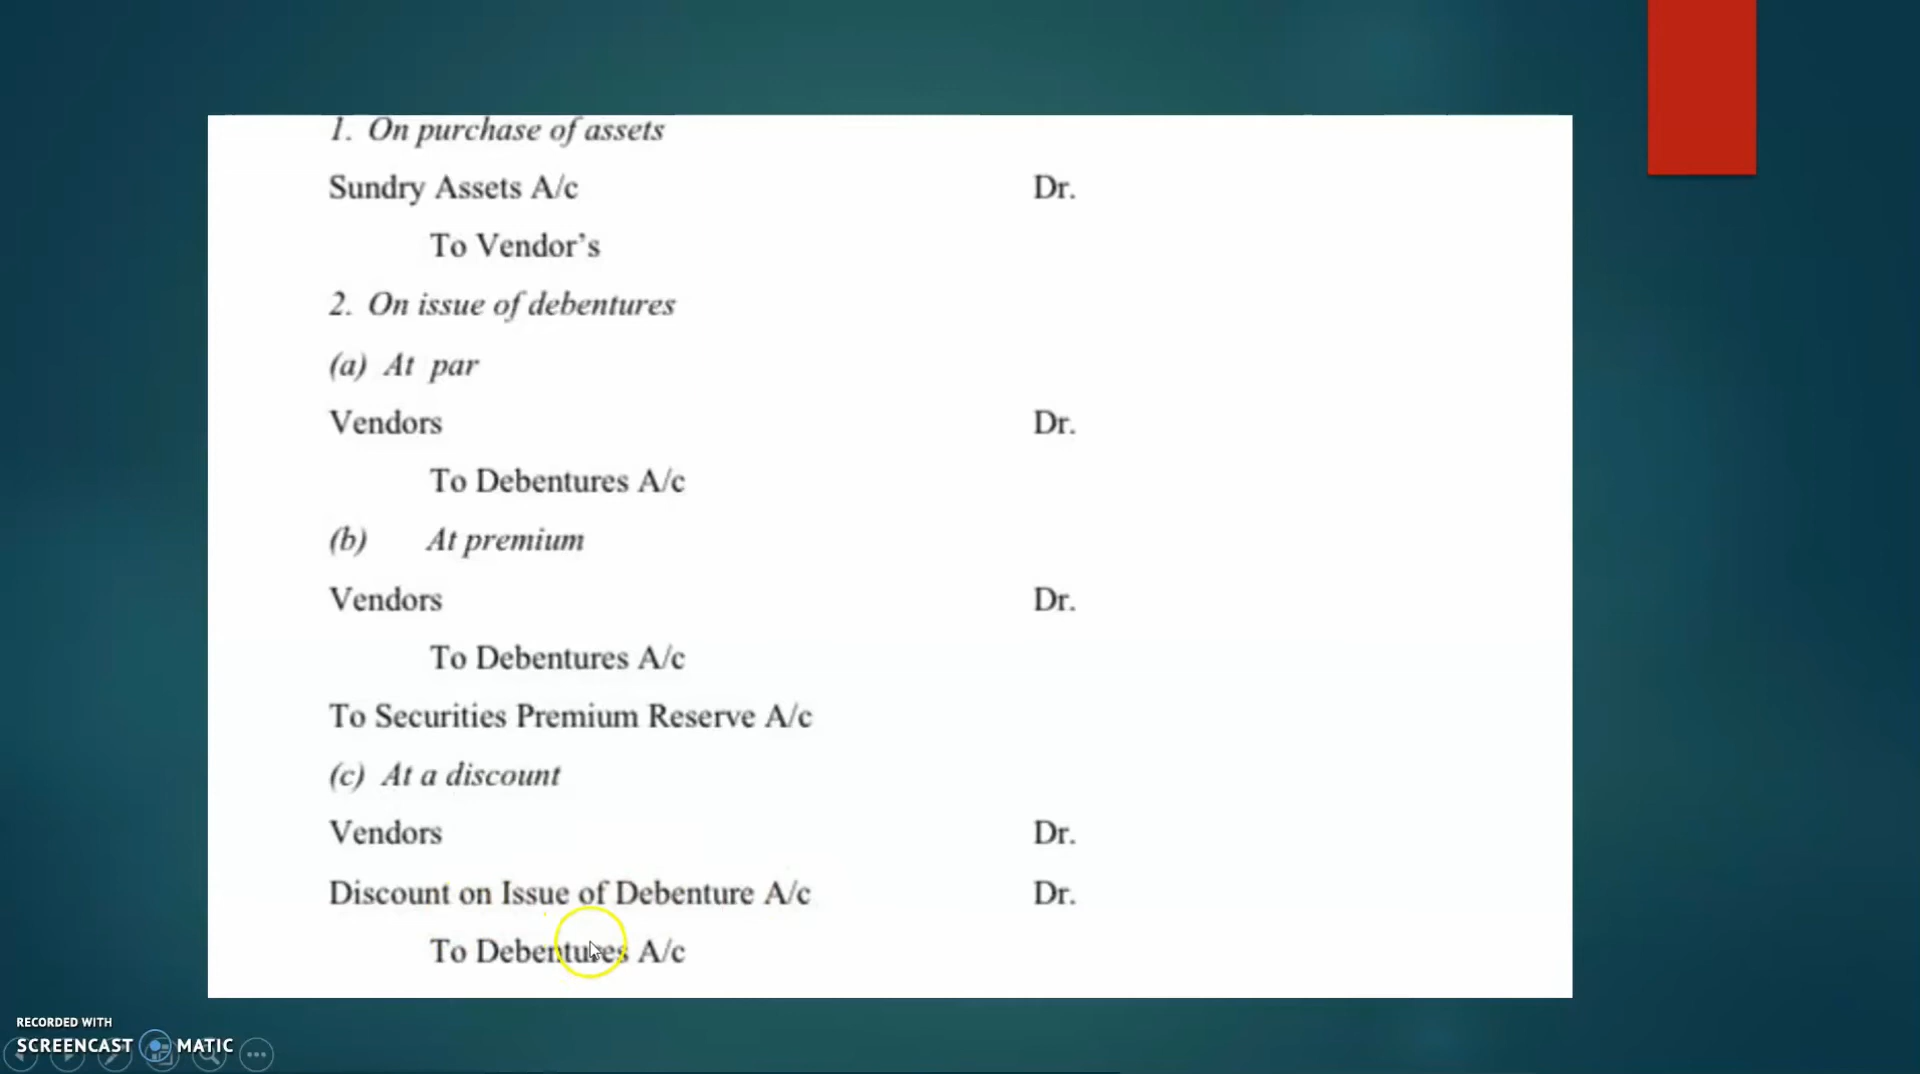 1. On purchase of assets
Sundry Assets A/c Dr.
To Vendor’s
2. On issue of debentures
(a) At par
Vendors Dr.
To Debentures A/c
(b) At premium
Vendors Dr.
To Debentures A/c
To Securities Premium Reserve A/c
(c) At a discount
Vendors Dr.
Discount on Issue of Debenture A/c Dr.
To Debentures A/c
RECORDED WITH
SCREENCAST MATIC